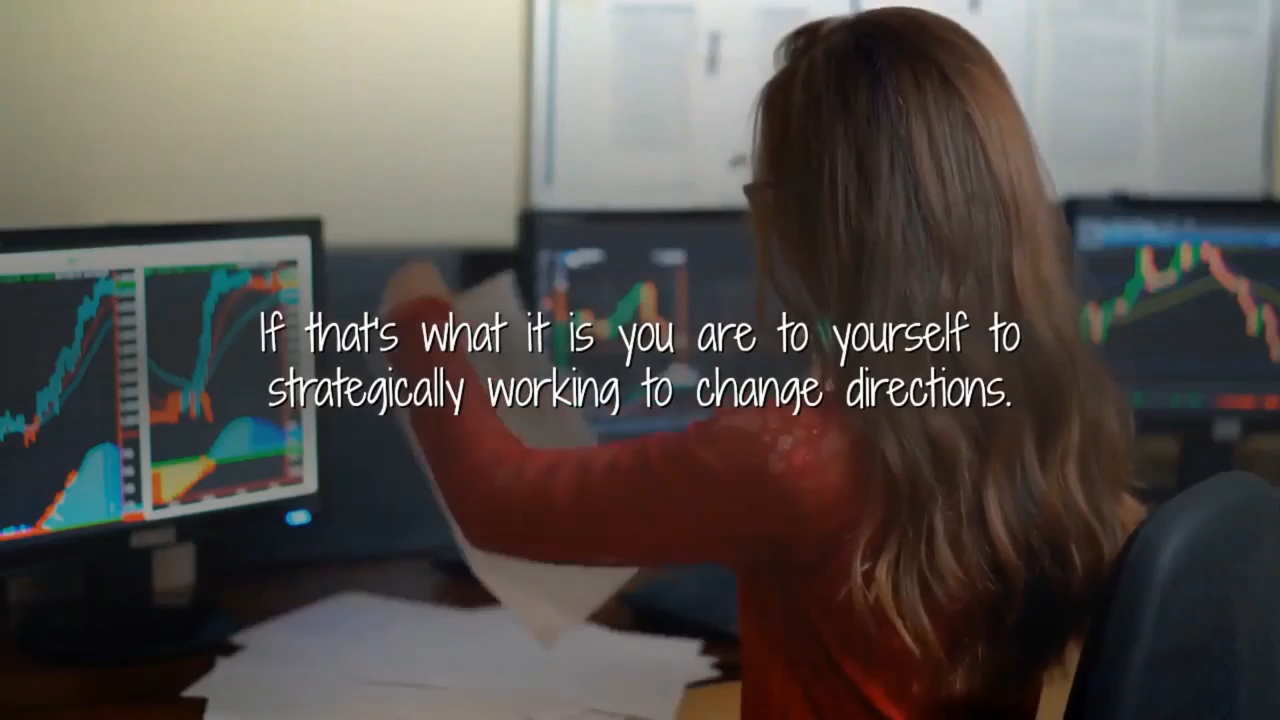 If that's what it is you are to yourself to
strategically working to change directions.